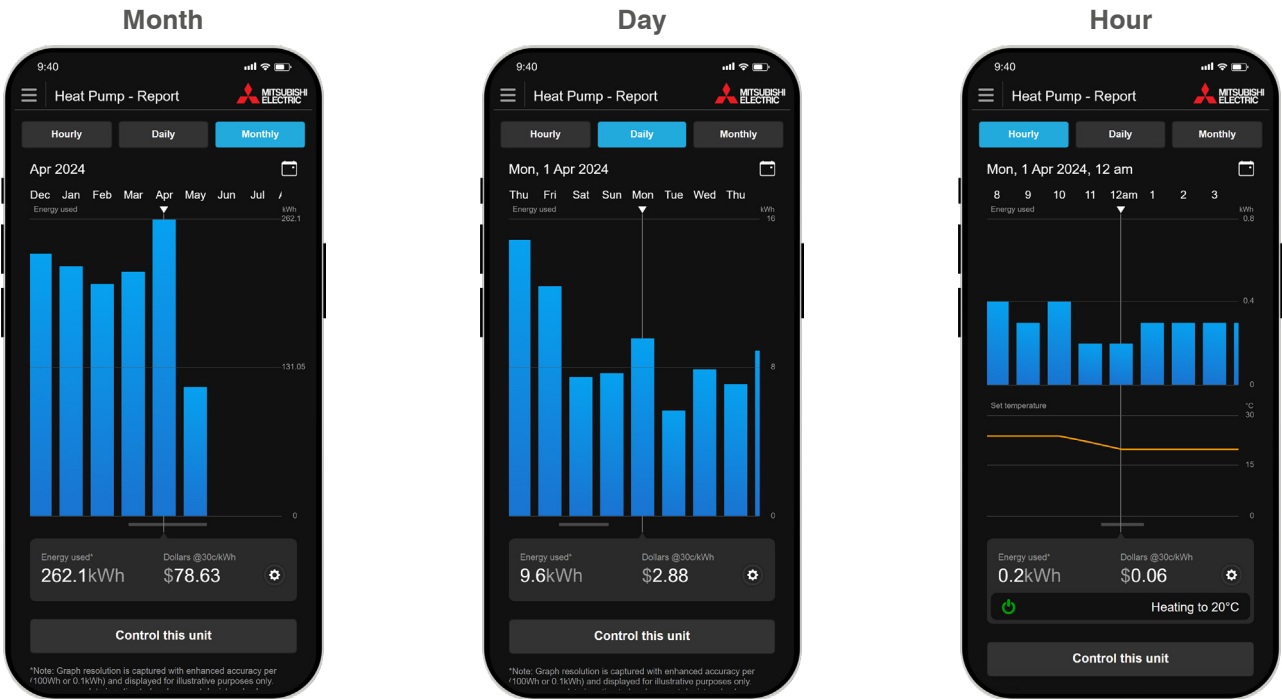 Month
9:40
Heat Pump - Report
MITSUBISHI
ELECTRIC
Hourly Daily Monthly
Apr 2024
Dec Jan Feb Mar Apr May Jun Jul
Energy used kWh
262.1
131.05
0
Energy used* Dollars @30c/kWh
262.1kWh $78.63
Control this unit
*Note: Graph resolution is captured with enhanced accuracy per
(100Wh or 0.1kWh) and displayed for illustrative purposes only.
Day
9:40
Heat Pump - Report
MITSUBISHI
ELECTRIC
Hourly Daily Monthly
Mon, 1 Apr 2024
Thu Fri Sat Sun Mon Tue Wed Thu
Energy used kWh
16
8
0
Energy used* Dollars @30c/kWh
9.6kWh $2.88
Control this unit
*Note: Graph resolution is captured with enhanced accuracy per
(100Wh or 0.1kWh) and displayed for illustrative purposes only.
Hour
9:40
Heat Pump - Report
MITSUBISHI
ELECTRIC
Hourly Daily Monthly
Mon, 1 Apr 2024, 12 am
8 9 10 11 12am 1 2 3
Energy used kWh
0.8
0.4
0
Set temperature °C
30
15
0
Energy used* Dollars @30c/kWh
0.2kWh $0.06
Heating to 20°C
Control this unit